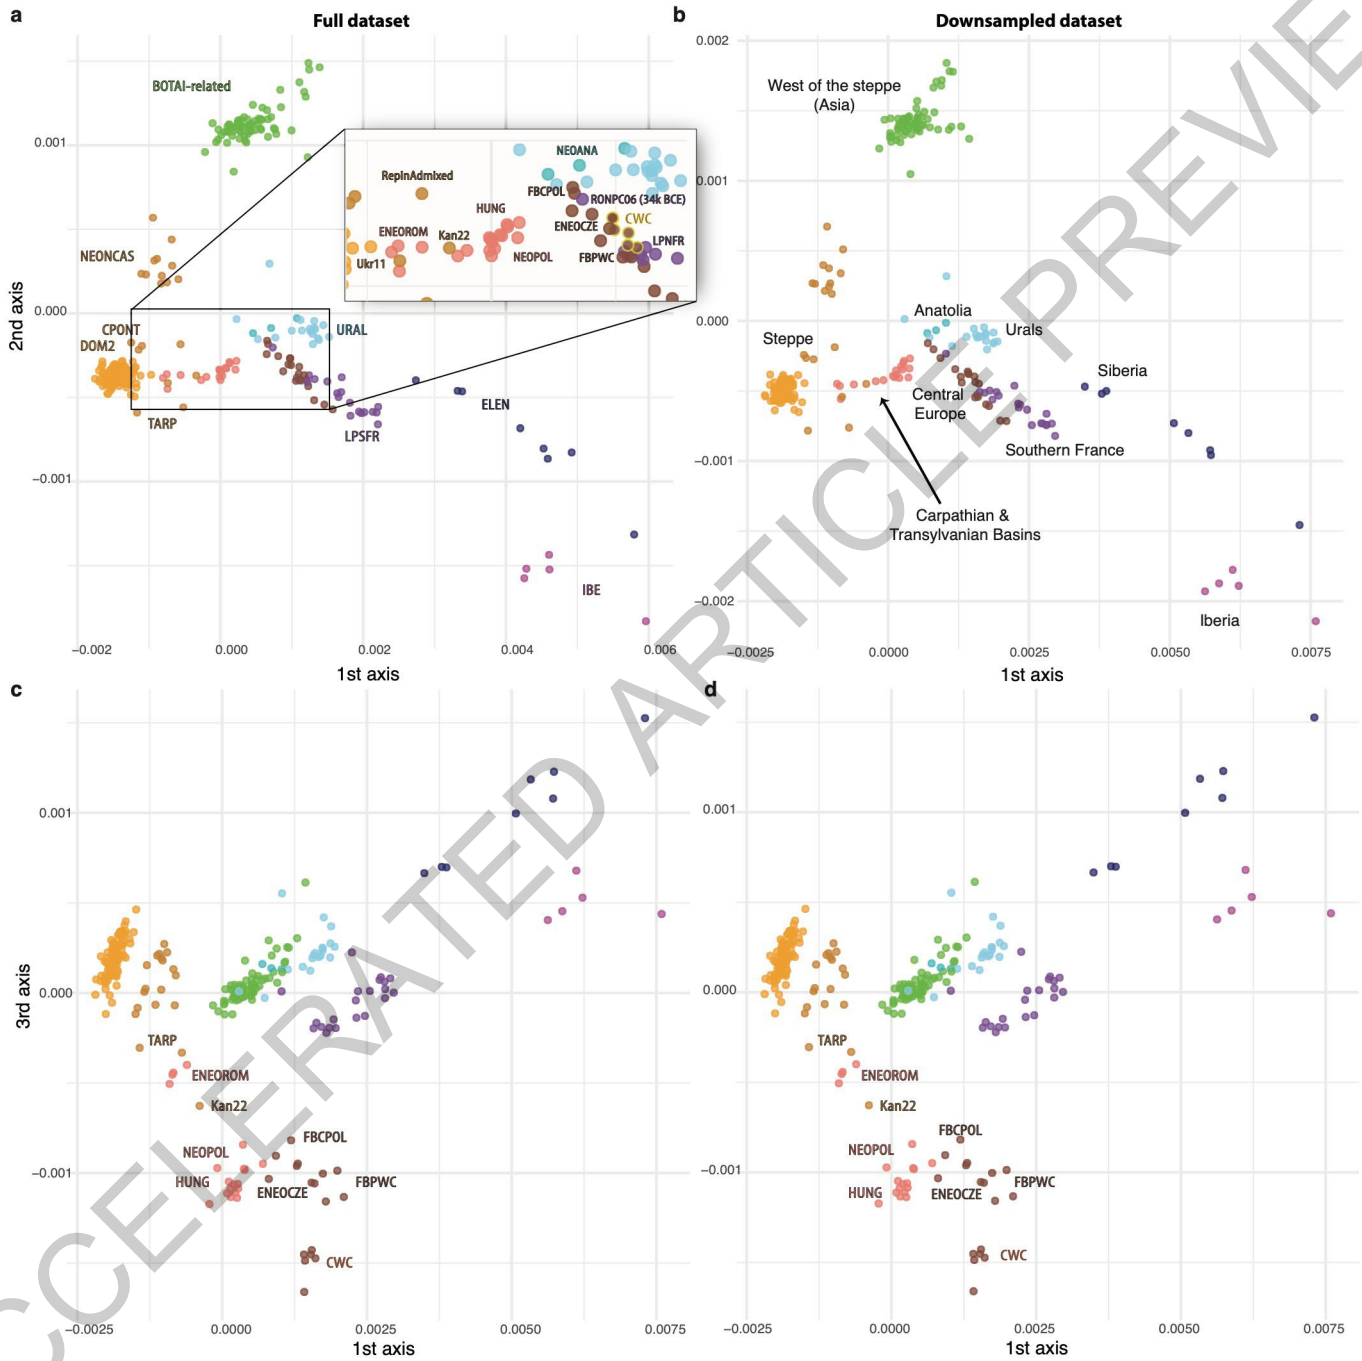 a
Full dataset
b
Downsampled dataset
0.001
0.000
−0.001
2nd axis
BOTAI-related
NEONCAS
CPONT
DOM2
TARP
URAL
LPSFR
ELEN
IBE
NEOANA
RepinAdmixed
FBCPOL
RONPC06 (34k BCE)
HUNG
CWC
ENEOROM
Kan22
ENEOCZE
LPNFR
Ukr11
NEOPOL
FBPWC
−0.002
0.000
0.002
0.004
0.006
1st axis
0.002
0.001
0.000
−0.001
−0.002
West of the steppe
(Asia)
Anatolia
Urals
Steppe
Siberia
Central
Europe
Southern France
Carpathian &
Transylvanian Basins
Iberia
−0.0025
0.0000
0.0025
0.0050
0.0075
1st axis
c
0.001
0.000
−0.001
3rd axis
TARP
ENEOROM
Kan22
FBCPOL
NEOPOL
HUNG
ENEOCZE
FBPWC
CWC
−0.0025
0.0000
0.0025
0.0050
0.0075
1st axis
d
0.001
0.000
−0.001
TARP
ENEOROM
Kan22
FBCPOL
NEOPOL
HUNG
ENEOCZE
FBPWC
CWC
−0.0025
0.0000
0.0025
0.0050
0.0075
1st axis
CCELERATED ARTICLE PREVIE